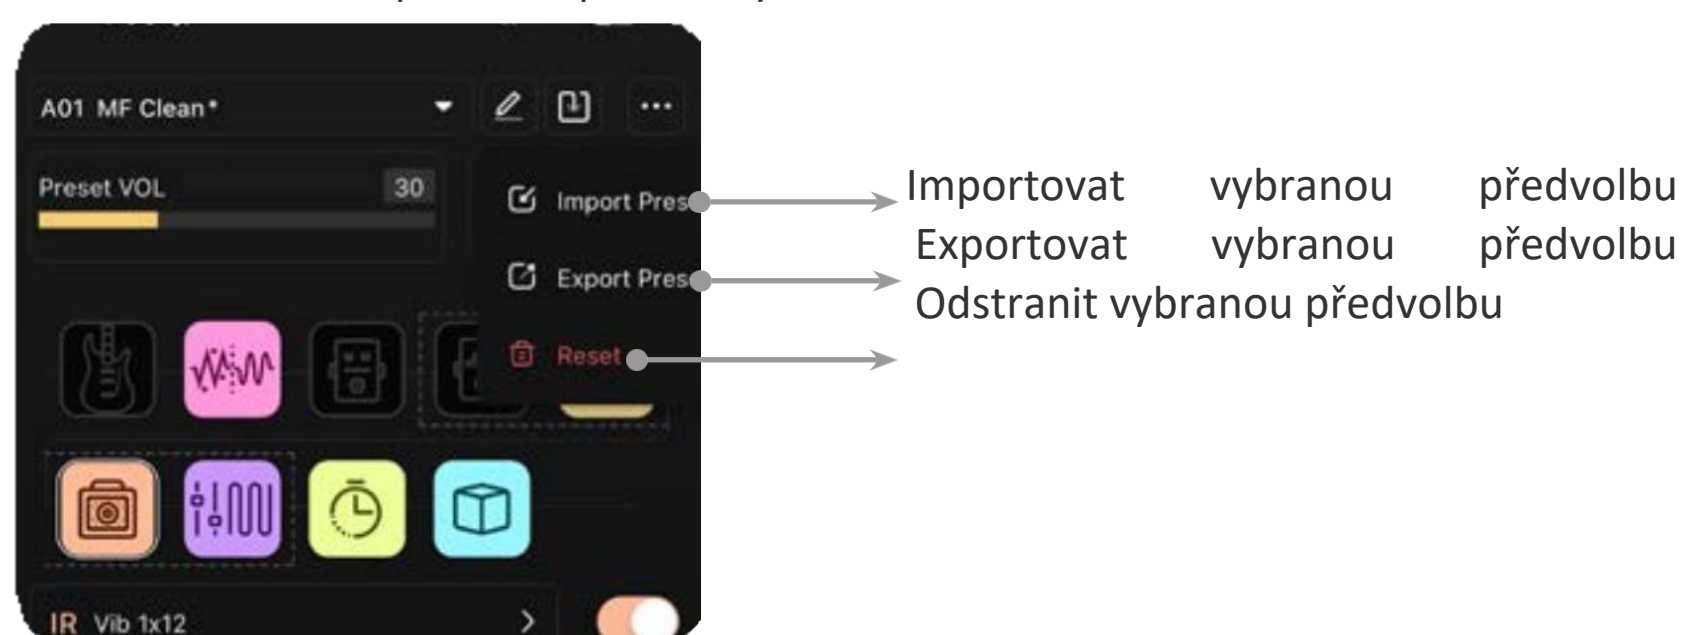 A01 MF Clean*
Preset VOL 30
Import Pres
Export Pres
Reset
IR Vib 1x12
Importovat vybranou předvolbu
Exportovat vybranou předvolbu
Odstranit vybranou předvolbu